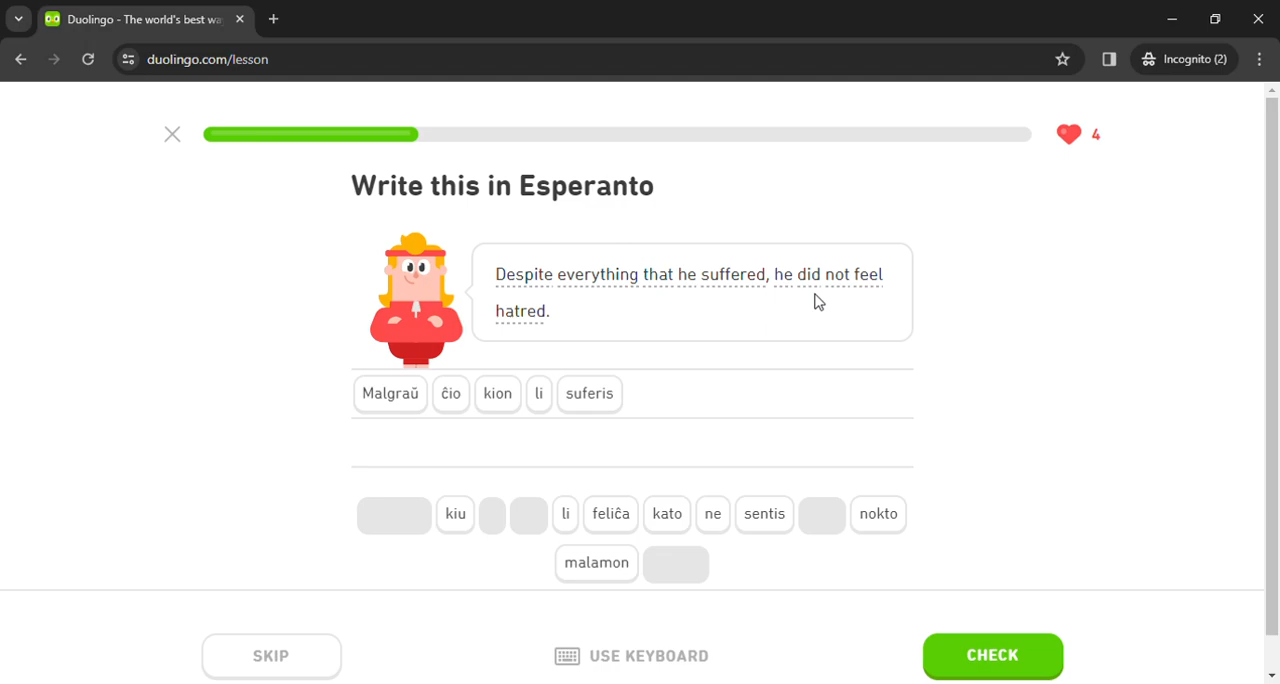 Duolingo - The world's best wa
duolingo.com/lesson
Incognito (2)
4
Write this in Esperanto
Despite everything that he suffered, he did not feel
hatred.
Malgraŭ ĉio kion li suferis
kiu li feliĉa kato ne sentis nokto
malamon
SKIP USE KEYBOARD CHECK